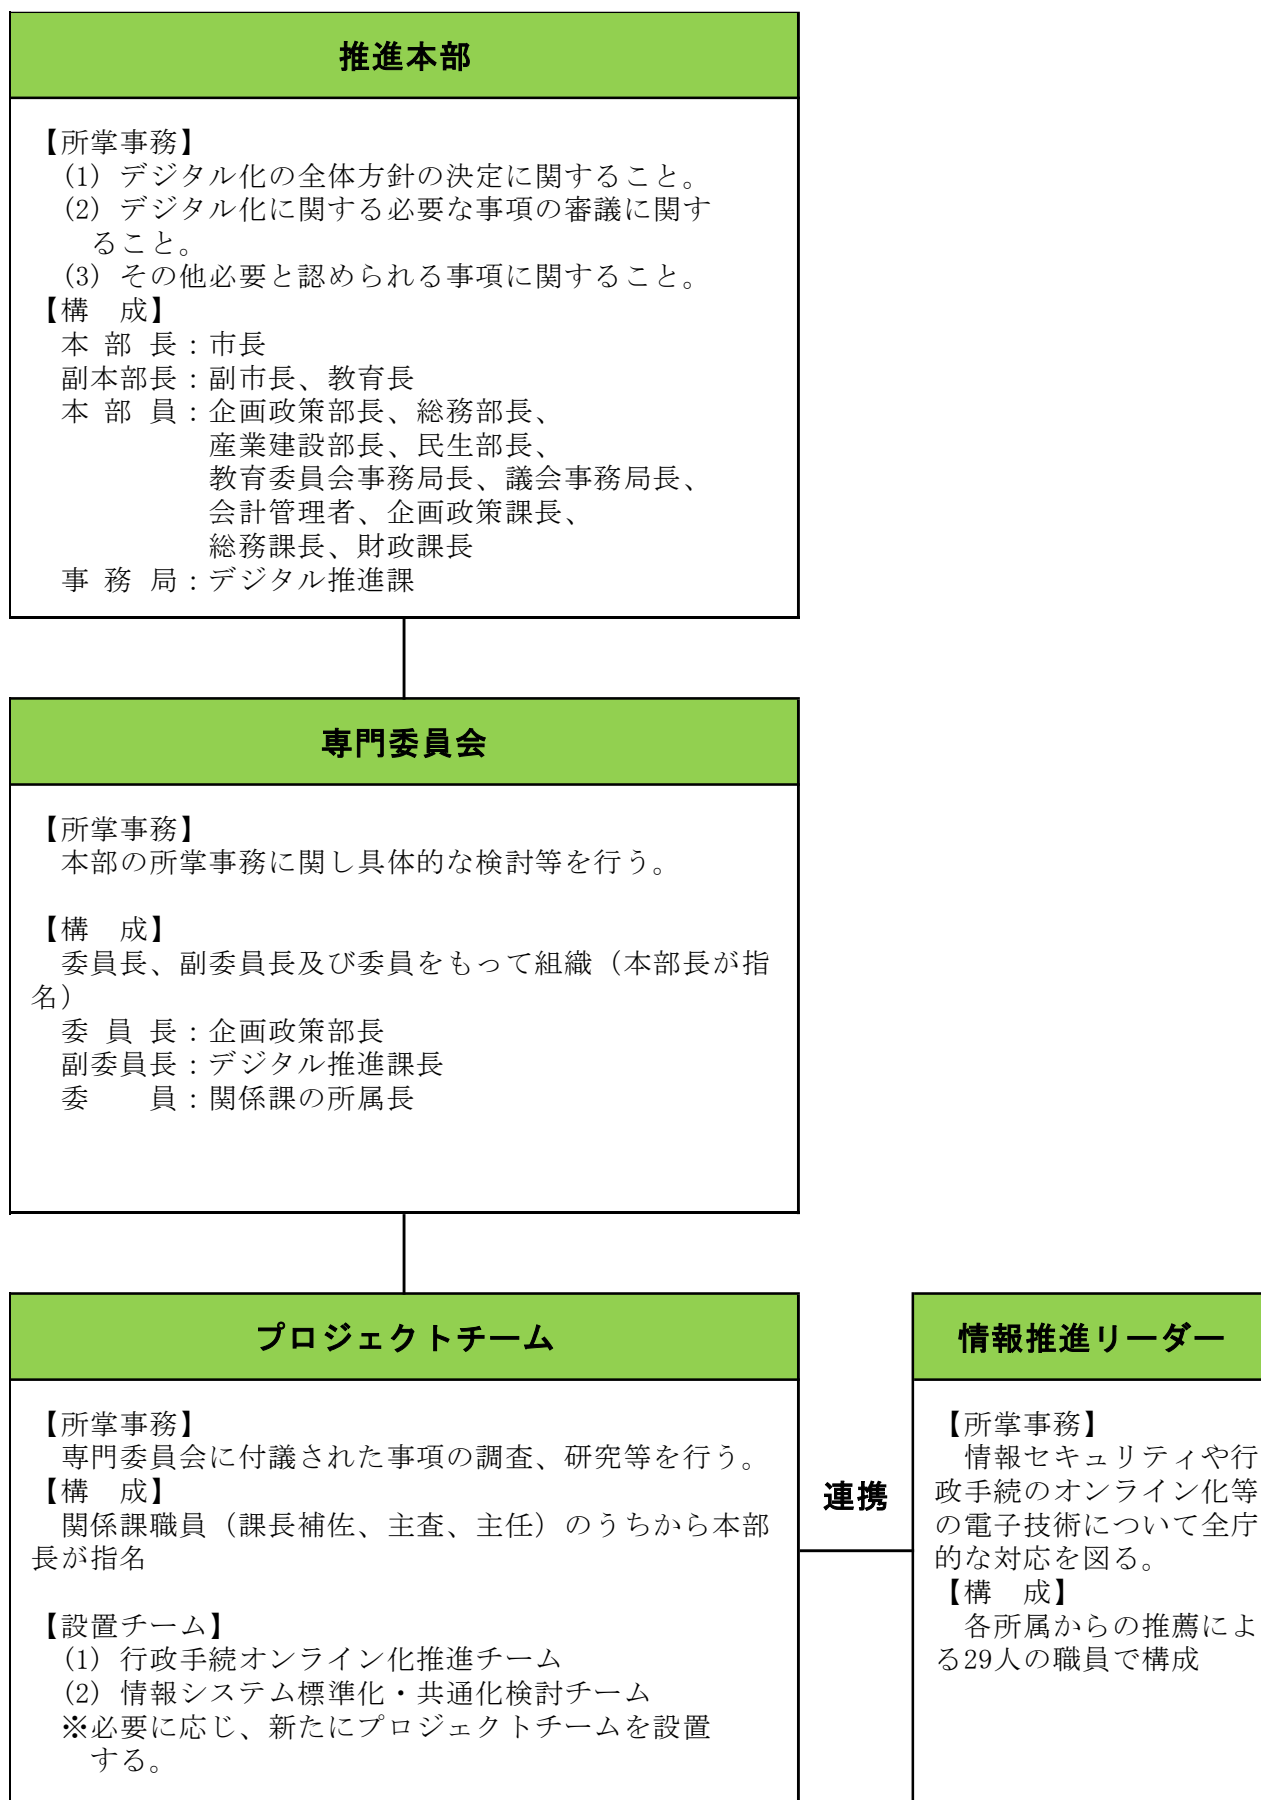 推進本部
【所掌事務】
(1) デジタル化の全体方針の決定に関すること。
(2) デジタル化に関する必要な事項の審議に関す
ること。
(3) その他必要と認められる事項に関すること。
【構　成】
本 部 長：市長
副本部長：副市長、教育長
本 部 員：企画政策部長、総務部長、
産業建設部長、民生部長、
教育委員会事務局長、議会事務局長、
会計管理者、企画政策課長、
総務課長、財政課長
事 務 局：デジタル推進課
専門委員会
【所掌事務】
本部の所掌事務に関し具体的な検討等を行う。
【構　成】
委員長、副委員長及び委員をもって組織（本部長が指
名）
委 員 長：企画政策部長
副委員長：デジタル推進課長
委　　員：関係課の所属長
プロジェクトチーム
【所掌事務】
専門委員会に付議された事項の調査、研究等を行う。
【構　成】
関係課職員（課長補佐、主査、主任）のうちから本部
長が指名
【設置チーム】
(1) 行政手続オンライン化推進チーム
(2) 情報システム標準化・共通化検討チーム
※必要に応じ、新たにプロジェクトチームを設置
する。
連携
情報推進リーダー
【所掌事務】
情報セキュリティや行
政手続のオンライン化等
の電子技術について全庁
的な対応を図る。
【構　成】
各所属からの推薦によ
る29人の職員で構成